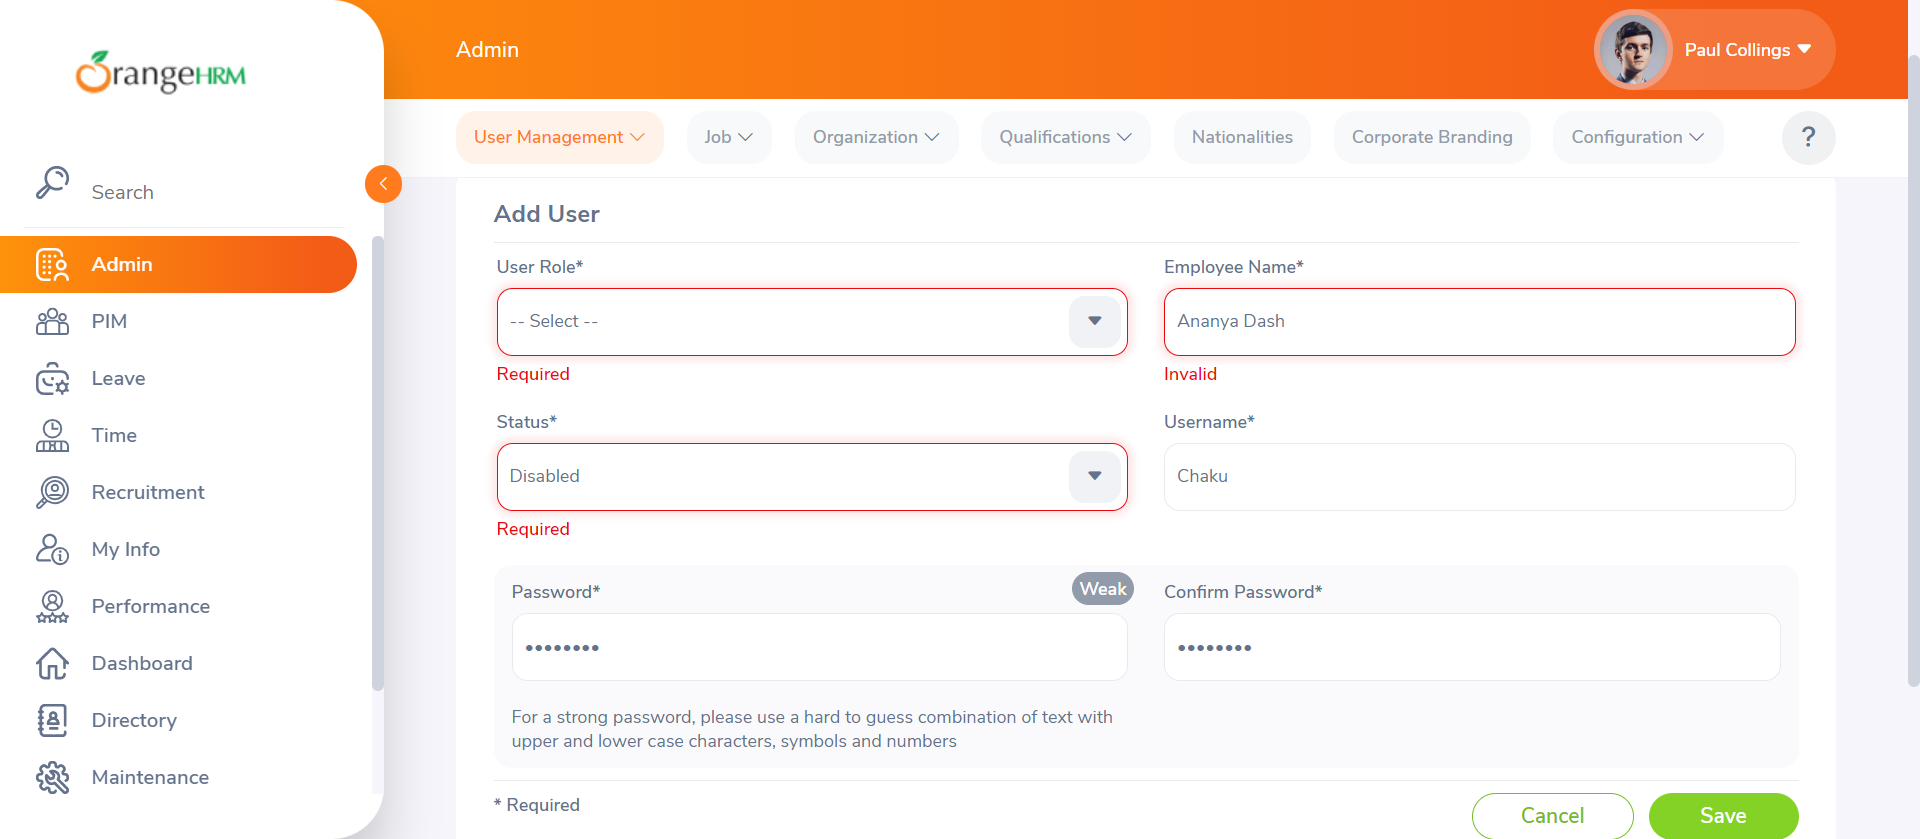 OrangeHRM
Admin
Paul Collings
User Management
Job
Organization
Qualifications
Nationalities
Corporate Branding
Configuration
?
Search
Admin
PIM
Leave
Time
Recruitment
My Info
Performance
Dashboard
Directory
Maintenance
Add User
User Role*
Employee Name*
-- Select --
Ananya Dash
Required
Invalid
Status*
Username*
Disabled
Chaku
Required
Password*
Weak
Confirm Password*
••••••••
••••••••
For a strong password, please use a hard to guess combination of text with
upper and lower case characters, symbols and numbers
* Required
Cancel
Save